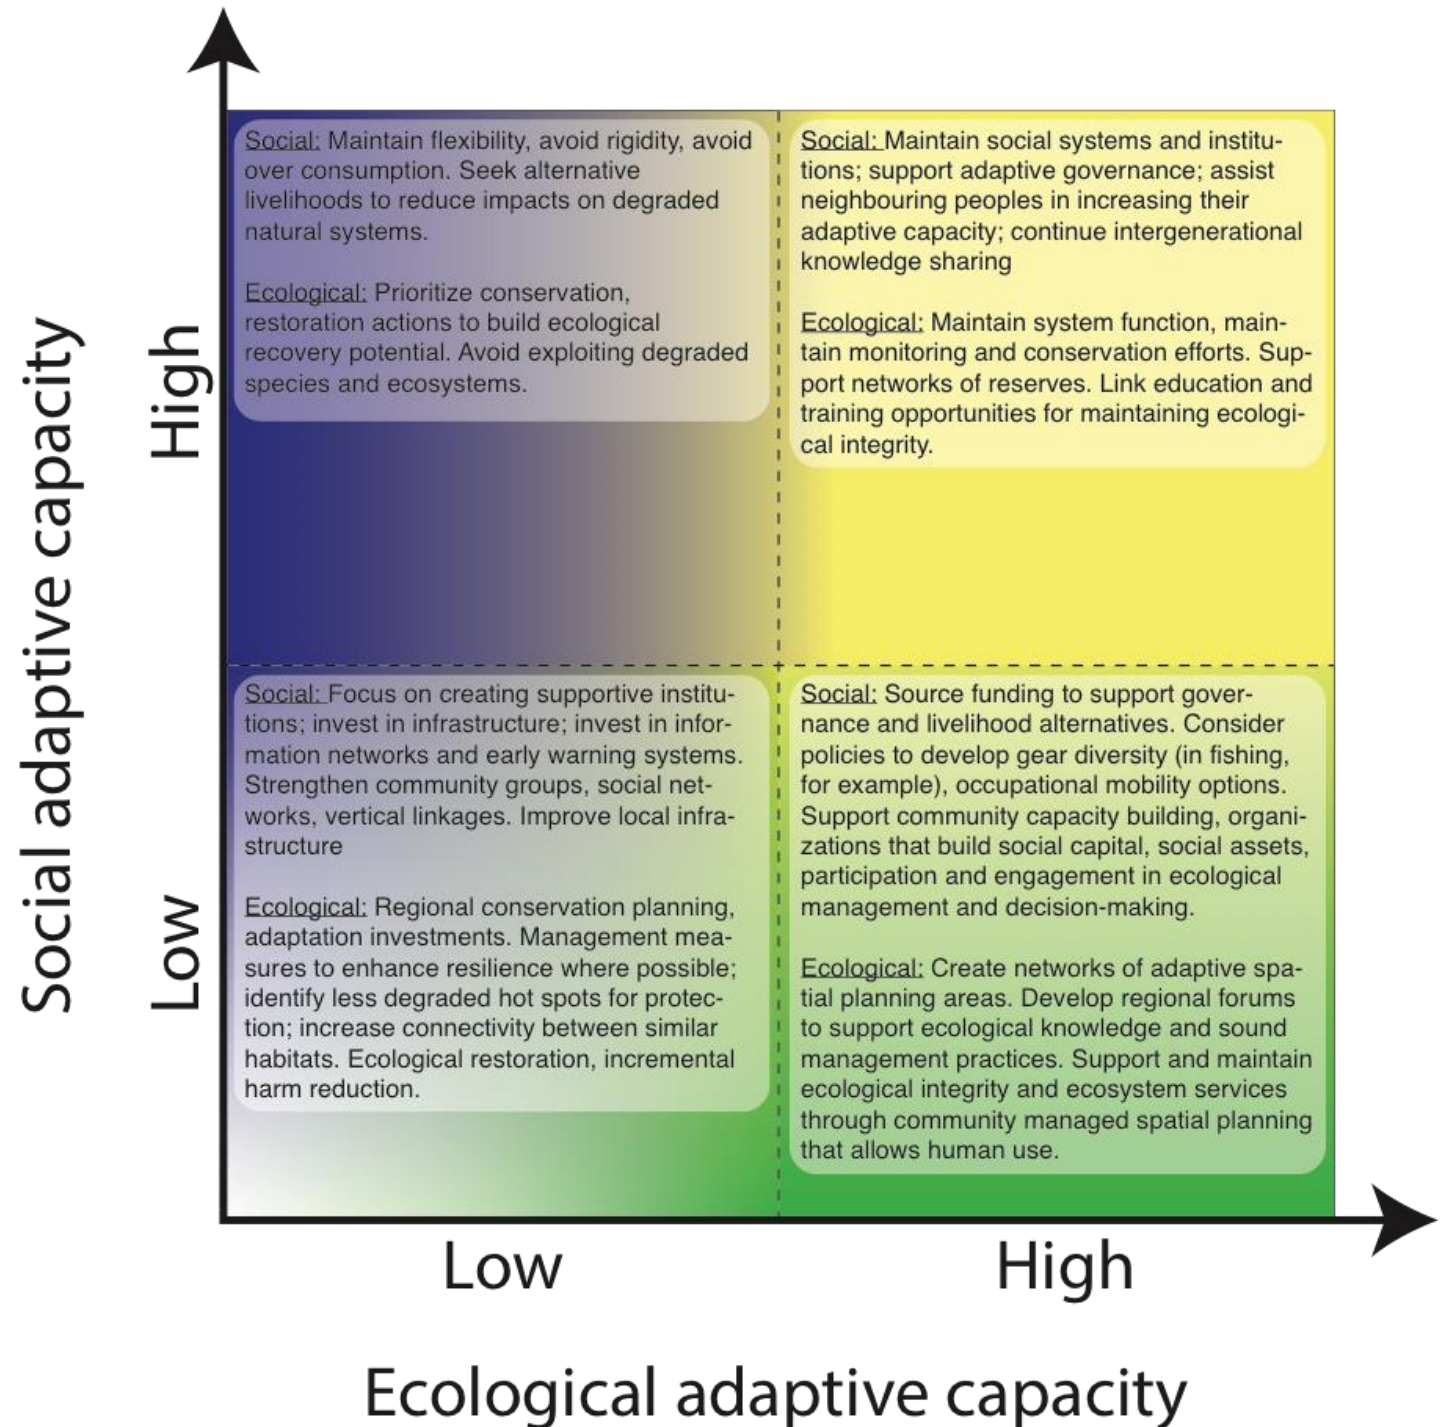 Social adaptive capacity
High
Low
Social: Maintain flexibility, avoid rigidity, avoid
over consumption. Seek alternative
livelihoods to reduce impacts on degraded
natural systems.
Ecological: Prioritize conservation,
restoration actions to build ecological
recovery potential. Avoid exploiting degraded
species and ecosystems.
Social: Maintain social systems and institu-
tions; support adaptive governance; assist
neighbouring peoples in increasing their
adaptive capacity; continue intergenerational
knowledge sharing
Ecological: Maintain system function, main-
tain monitoring and conservation efforts. Sup-
port networks of reserves. Link education and
training opportunities for maintaining ecologi-
cal integrity.
Social: Focus on creating supportive institu-
tions; invest in infrastructure; invest in infor-
mation networks and early warning systems.
Strengthen community groups, social net-
works, vertical linkages. Improve local infra-
structure
Ecological: Regional conservation planning,
adaptation investments. Management mea-
sures to enhance resilience where possible;
identify less degraded hot spots for protec-
tion; increase connectivity between similar
habitats. Ecological restoration, incremental
harm reduction.
Social: Source funding to support gover-
nance and livelihood alternatives. Consider
policies to develop gear diversity (in fishing,
for example), occupational mobility options.
Support community capacity building, organi-
zations that build social capital, social assets,
participation and engagement in ecological
management and decision-making.
Ecological: Create networks of adaptive spa-
tial planning areas. Develop regional forums
to support ecological knowledge and sound
management practices. Support and maintain
ecological integrity and ecosystem services
through community managed spatial planning
that allows human use.
Low
High
Ecological adaptive capacity